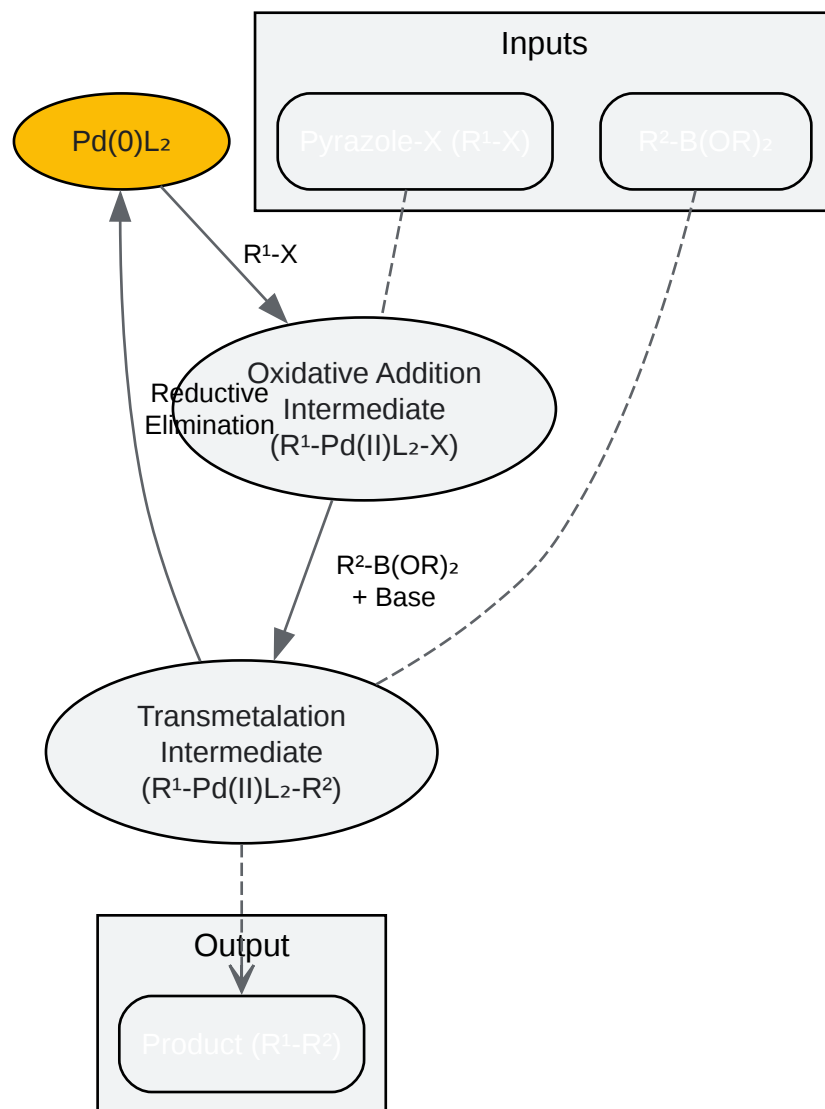 Inputs
Pyrazole-X (R¹-X)
R²-B(OR)₂
Pd(0)L₂
R¹-X
Oxidative Addition
Intermediate
(R¹-Pd(II)L₂-X)
Reductive
Elimination
R²-B(OR)₂
+ Base
Transmetalation
Intermediate
(R¹-Pd(II)L₂-R²)
Output
Product (R¹-R²)